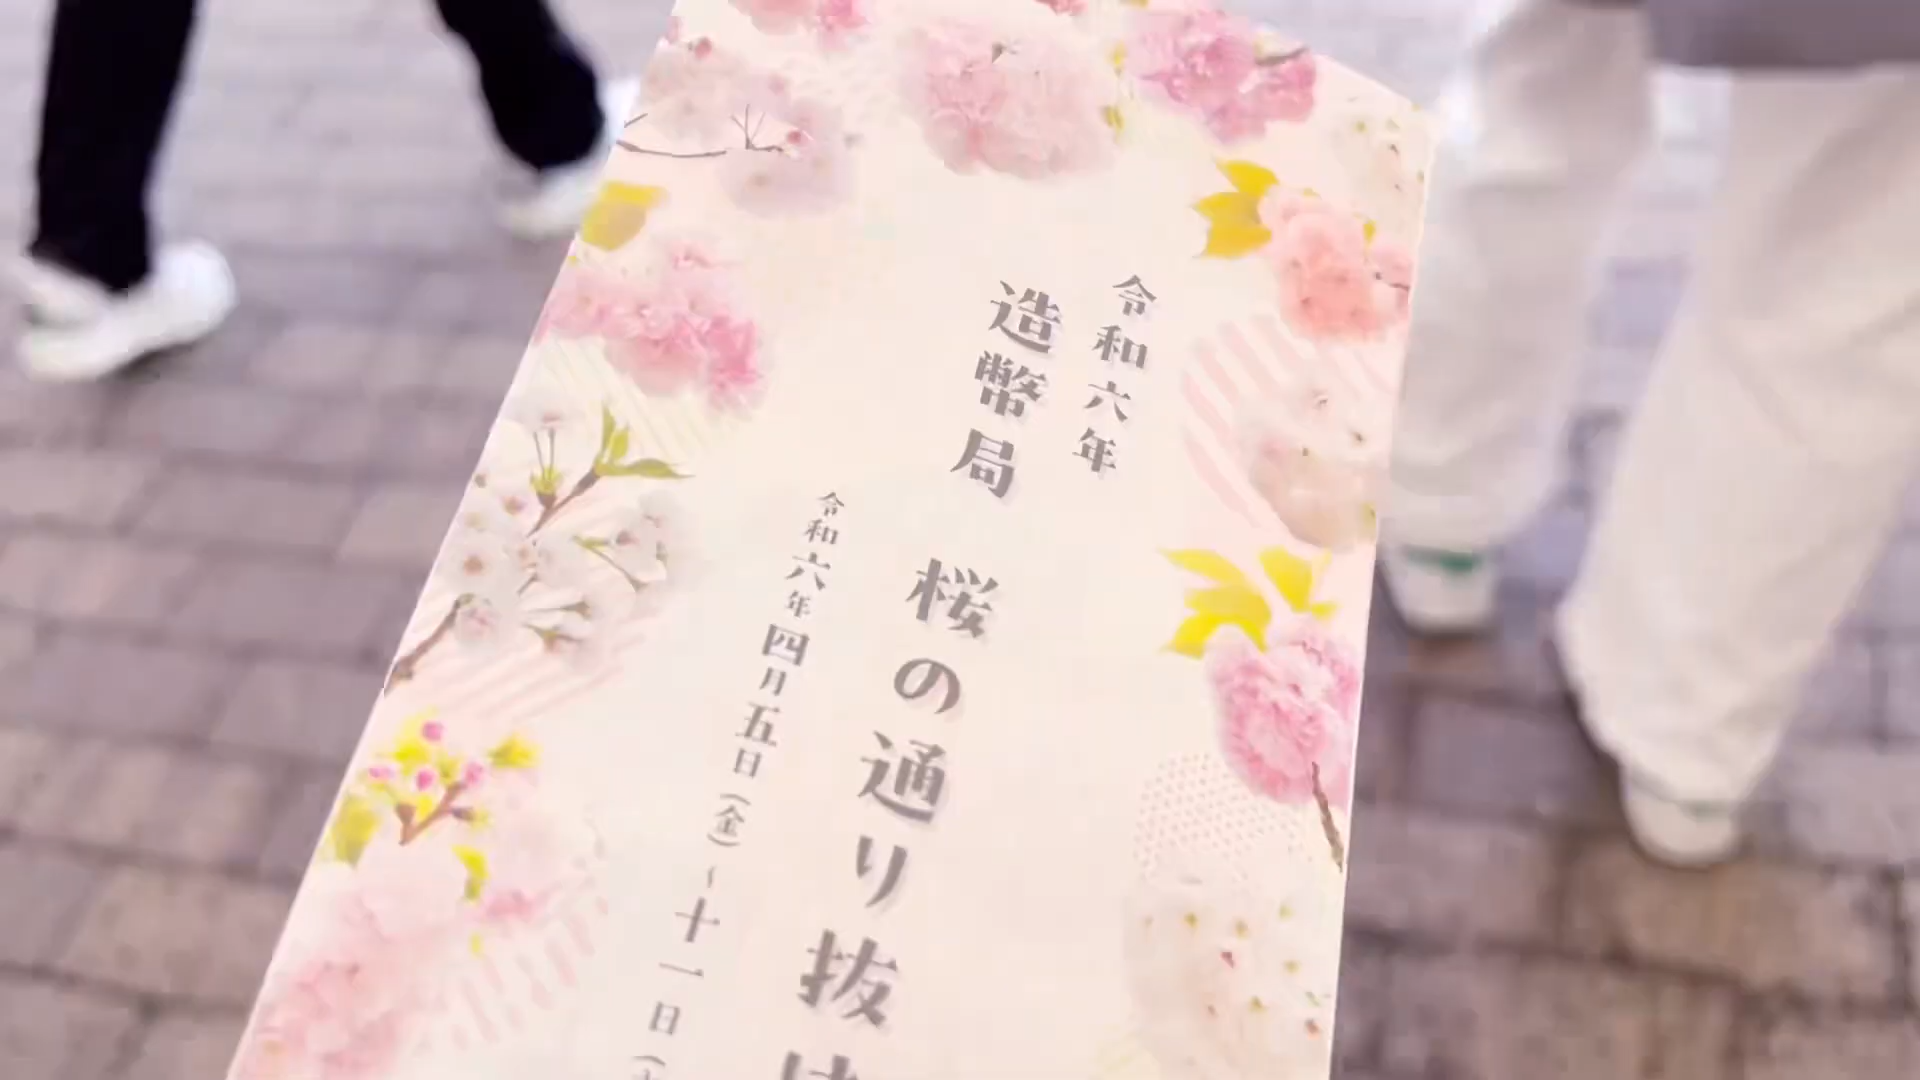 令和六年
造幣局 桜の通り抜け
令和六年四月五日(金)~十一日(